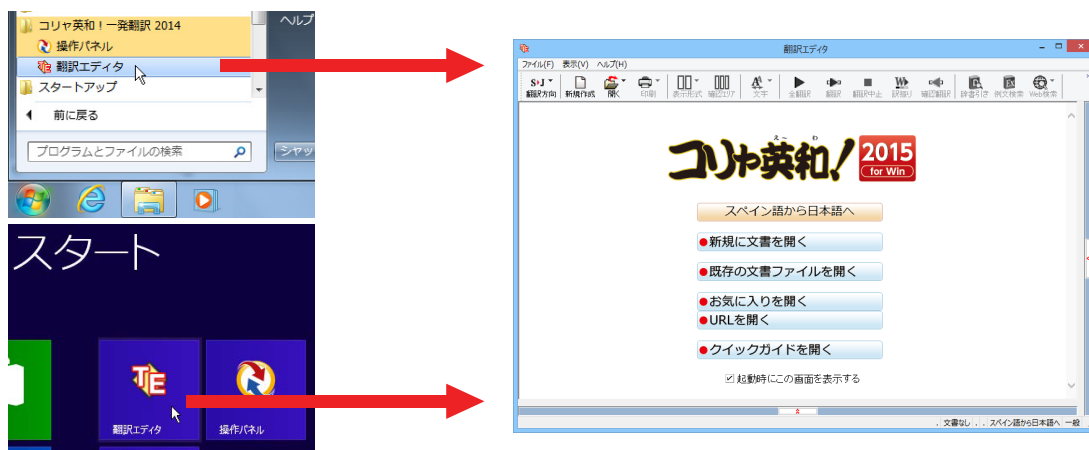 コリャ英和！一発翻訳 2014
ヘルプ
操作パネル
翻訳エディタ
スタートアップ
前に戻る
プログラムとファイルの検索
シャッ
スタート
翻訳エディタ
操作パネル
翻訳エディタ
ファイル(F) 表示(V) ヘルプ(H)
S▸J
翻訳方向 新規作成 開く 印刷 表示形式 確認エリア 文字 全翻訳 翻訳 翻訳中止 訳振り 確認翻訳 辞書引き 例文検索 Web検索
えーわ
コリャ英和! 2015
for Win
スペイン語から日本語へ
●新規に文書を開く
●既存の文書ファイルを開く
●お気に入りを開く
●URLを開く
●クイックガイドを開く
起動時にこの画面を表示する
. 文書なし . . スペイン語から日本語へ 一般